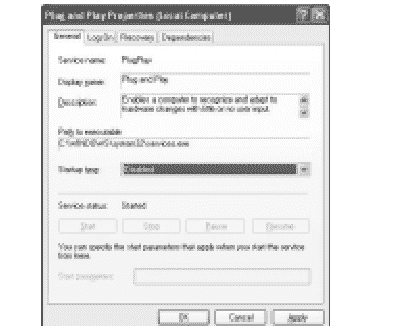 Plug and Play Properties (Local Computer)
General Log On Recovery Dependencies
Service name: PlugPlay
Display name: Plug and Play
Description: Enables a computer to recognize and adapt to
hardware changes with little or no user input.
Path to executable:
C:\WINDOWS\system32\services.exe
Startup type: Disabled
Service status: Started
Start Stop Pause Resume
You can specify the start parameters that apply when you start the service
from here.
Start parameters:
OK Cancel Apply